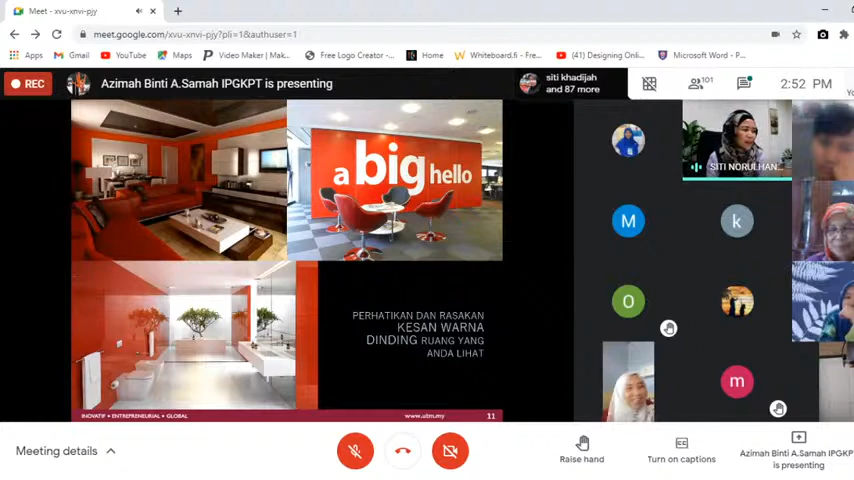 Meet - xvu-xnvi-pjy
meet.google.com/xvu-xnvi-pjy?pli=1&authuser=1
Apps
Gmail
YouTube
Maps
Video Maker | Mak...
Free Logo Creator -...
Home
Whiteboard.fi - Fre...
(41) Designing Onli...
Microsoft Word - P...
REC
Azimah Binti A.Samah IPGKPT is presenting
siti khadijah
and 87 more
101
2:52 PM
a big hello
PERHATIKAN DAN RASAKAN
KESAN WARNA
DINDING RUANG YANG
ANDA LIHAT
INOVATIF • ENTREPRENEURIAL • GLOBAL
www.utm.my
11
SITI NORULHAN...
M
k
O
m
Meeting details
Raise hand
Turn on captions
Azimah Binti A.Samah IPGKP
is presenting